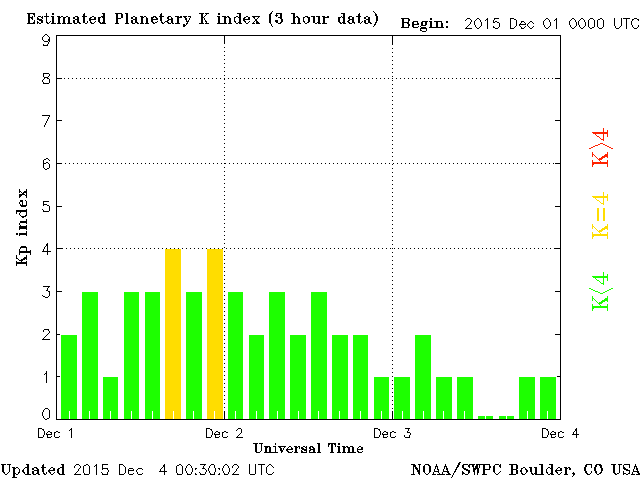 Estimated Planetary K index (3 hour data) Begin: 2015 Dec 01 0000 UTC
9
8
7
6
5
4
3
2
1
0
Kp index
K>4
K=4
K<4
Dec 1 Dec 2 Dec 3 Dec 4
Universal Time
Updated 2015 Dec 4 00:30:02 UTC NOAA/SWPC Boulder, CO USA